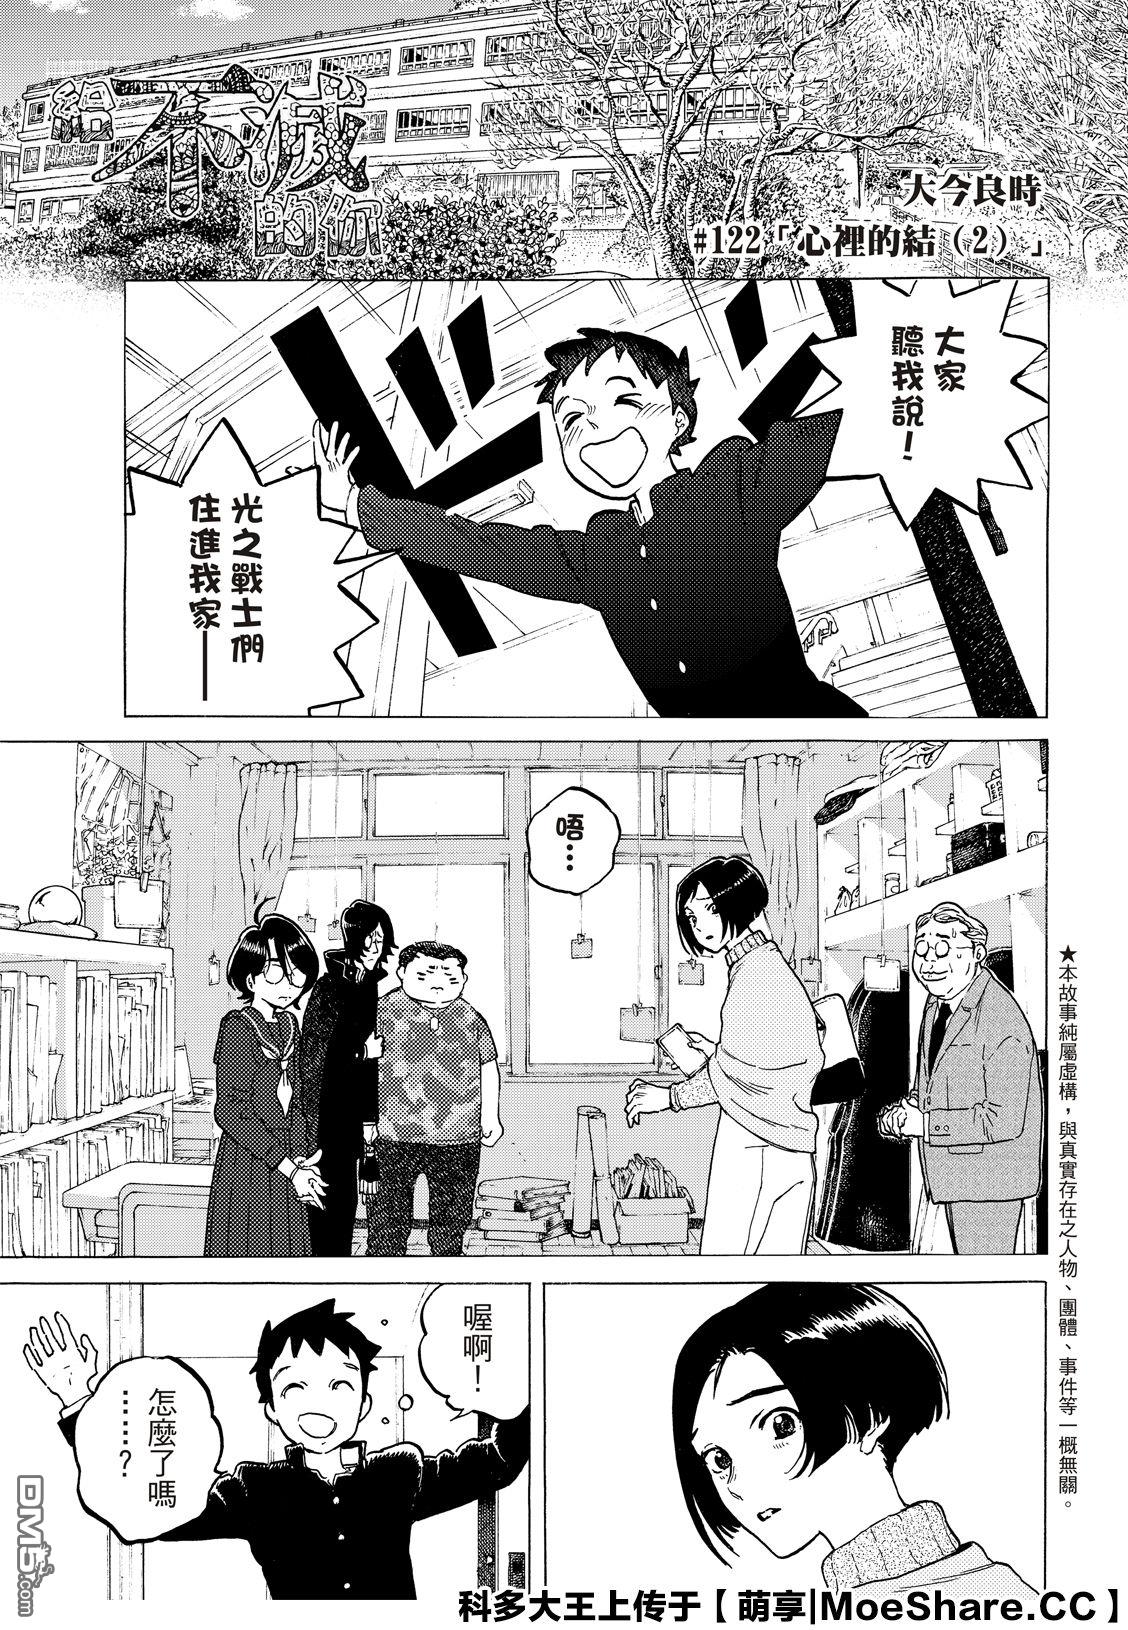 給不滅的你
大今良時
#122「心裡的結（2）」
大家
聽我說！
光之戰士們
住進我家——
唔…
★本故事純屬虛構，與真實存在之人物、團體、事件等一概無關。
喔啊！
怎麼了嗎
……？
DM5.com
科多大王上传于【萌享|MoeShare.CC】